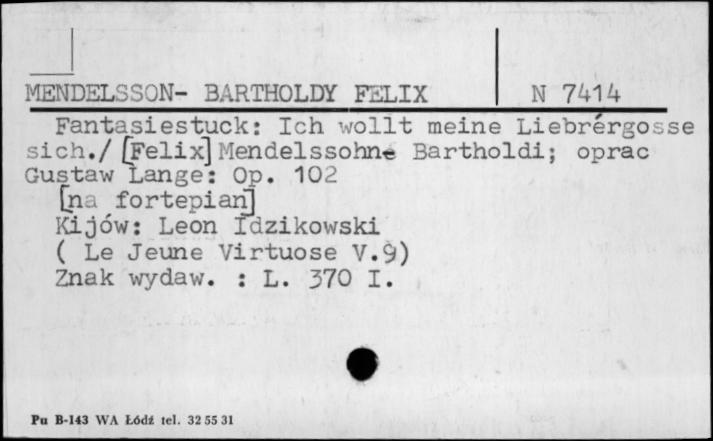 MENDELSSON- BARTHOLDY FELIX N 7414
Fantasiestuck: Ich wollt meine Liebrérgosse
sich./ [Felix] Mendelssohne Bartholdi; oprac
Gustaw Lange: Op. 102
[na fortepian]
Kijów: Leon Idzikowski
( Le Jeune Virtuose V.9)
Znak wydaw. : L. 370 I.
Pu B-143 WA Łódź tel. 32 55 31